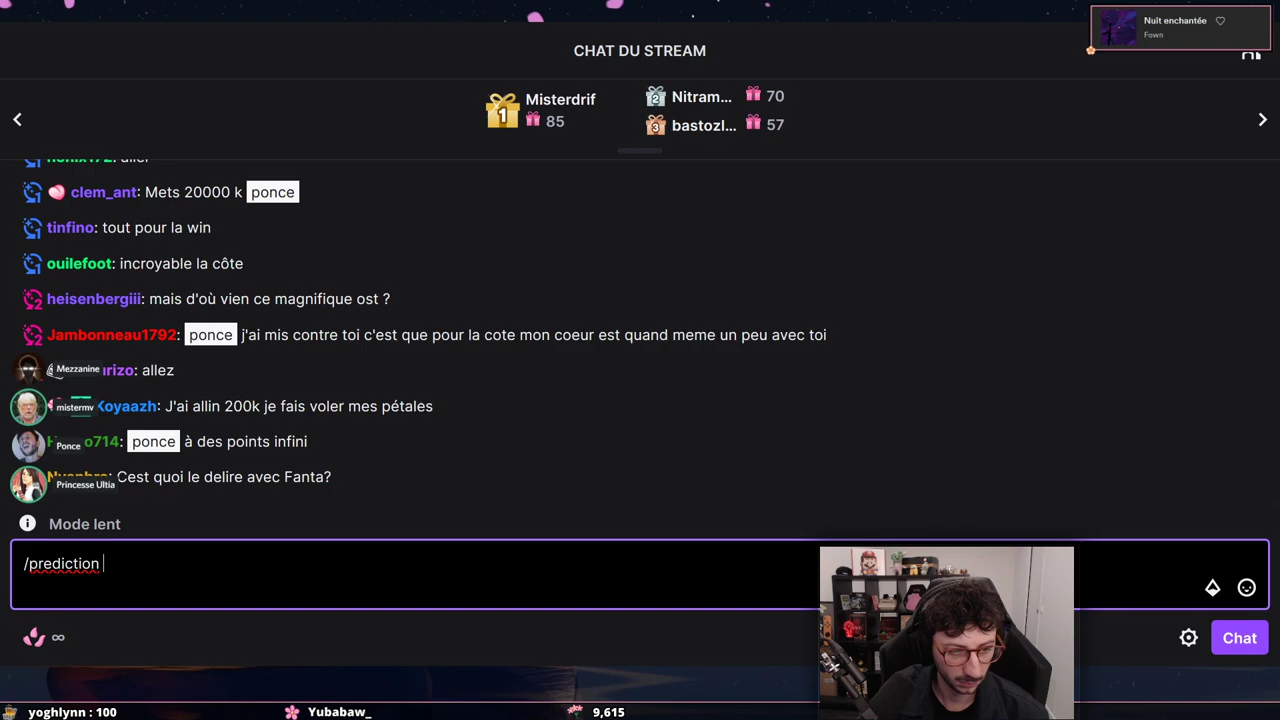 Nuit enchantée
Fown
CHAT DU STREAM
1 Misterdrif 85
2 Nitram... 70
3 bastozl... 57
clem_ant: Mets 20000 k ponce
tinfino: tout pour la win
ouilefoot: incroyable la côte
heisenbergiii: mais d'où vien ce magnifique ost ?
Jambonneau1792: ponce j'ai mis contre toi c'est que pour la cote mon coeur est quand meme un peu avec toi
Mezzanine
rizo: allez
mistermv
Koyaazh: J'ai allin 200k je fais voler mes pétales
Ponce
o714: ponce à des points infini
Cest quoi le delire avec Fanta?
Princesse Ultia
Mode lent
/prediction
∞
Chat
yoghlynn : 100
Yubabaw_
9,615